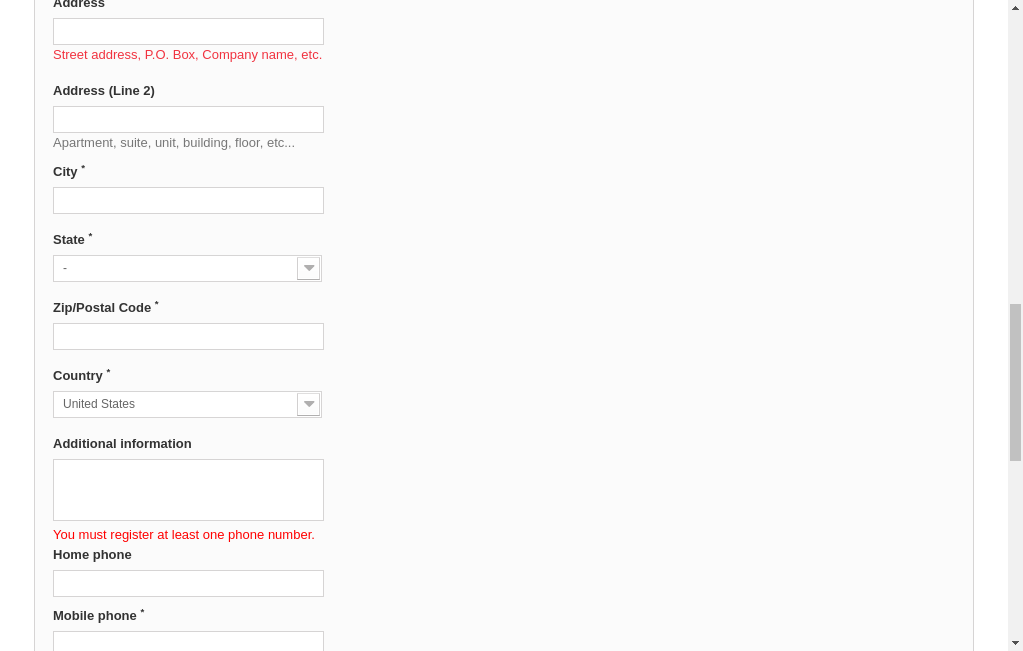 Address
Street address, P.O. Box, Company name, etc.
Address (Line 2)
Apartment, suite, unit, building, floor, etc...
City *
State *
-
Zip/Postal Code *
Country *
United States
Additional information
You must register at least one phone number.
Home phone
Mobile phone *